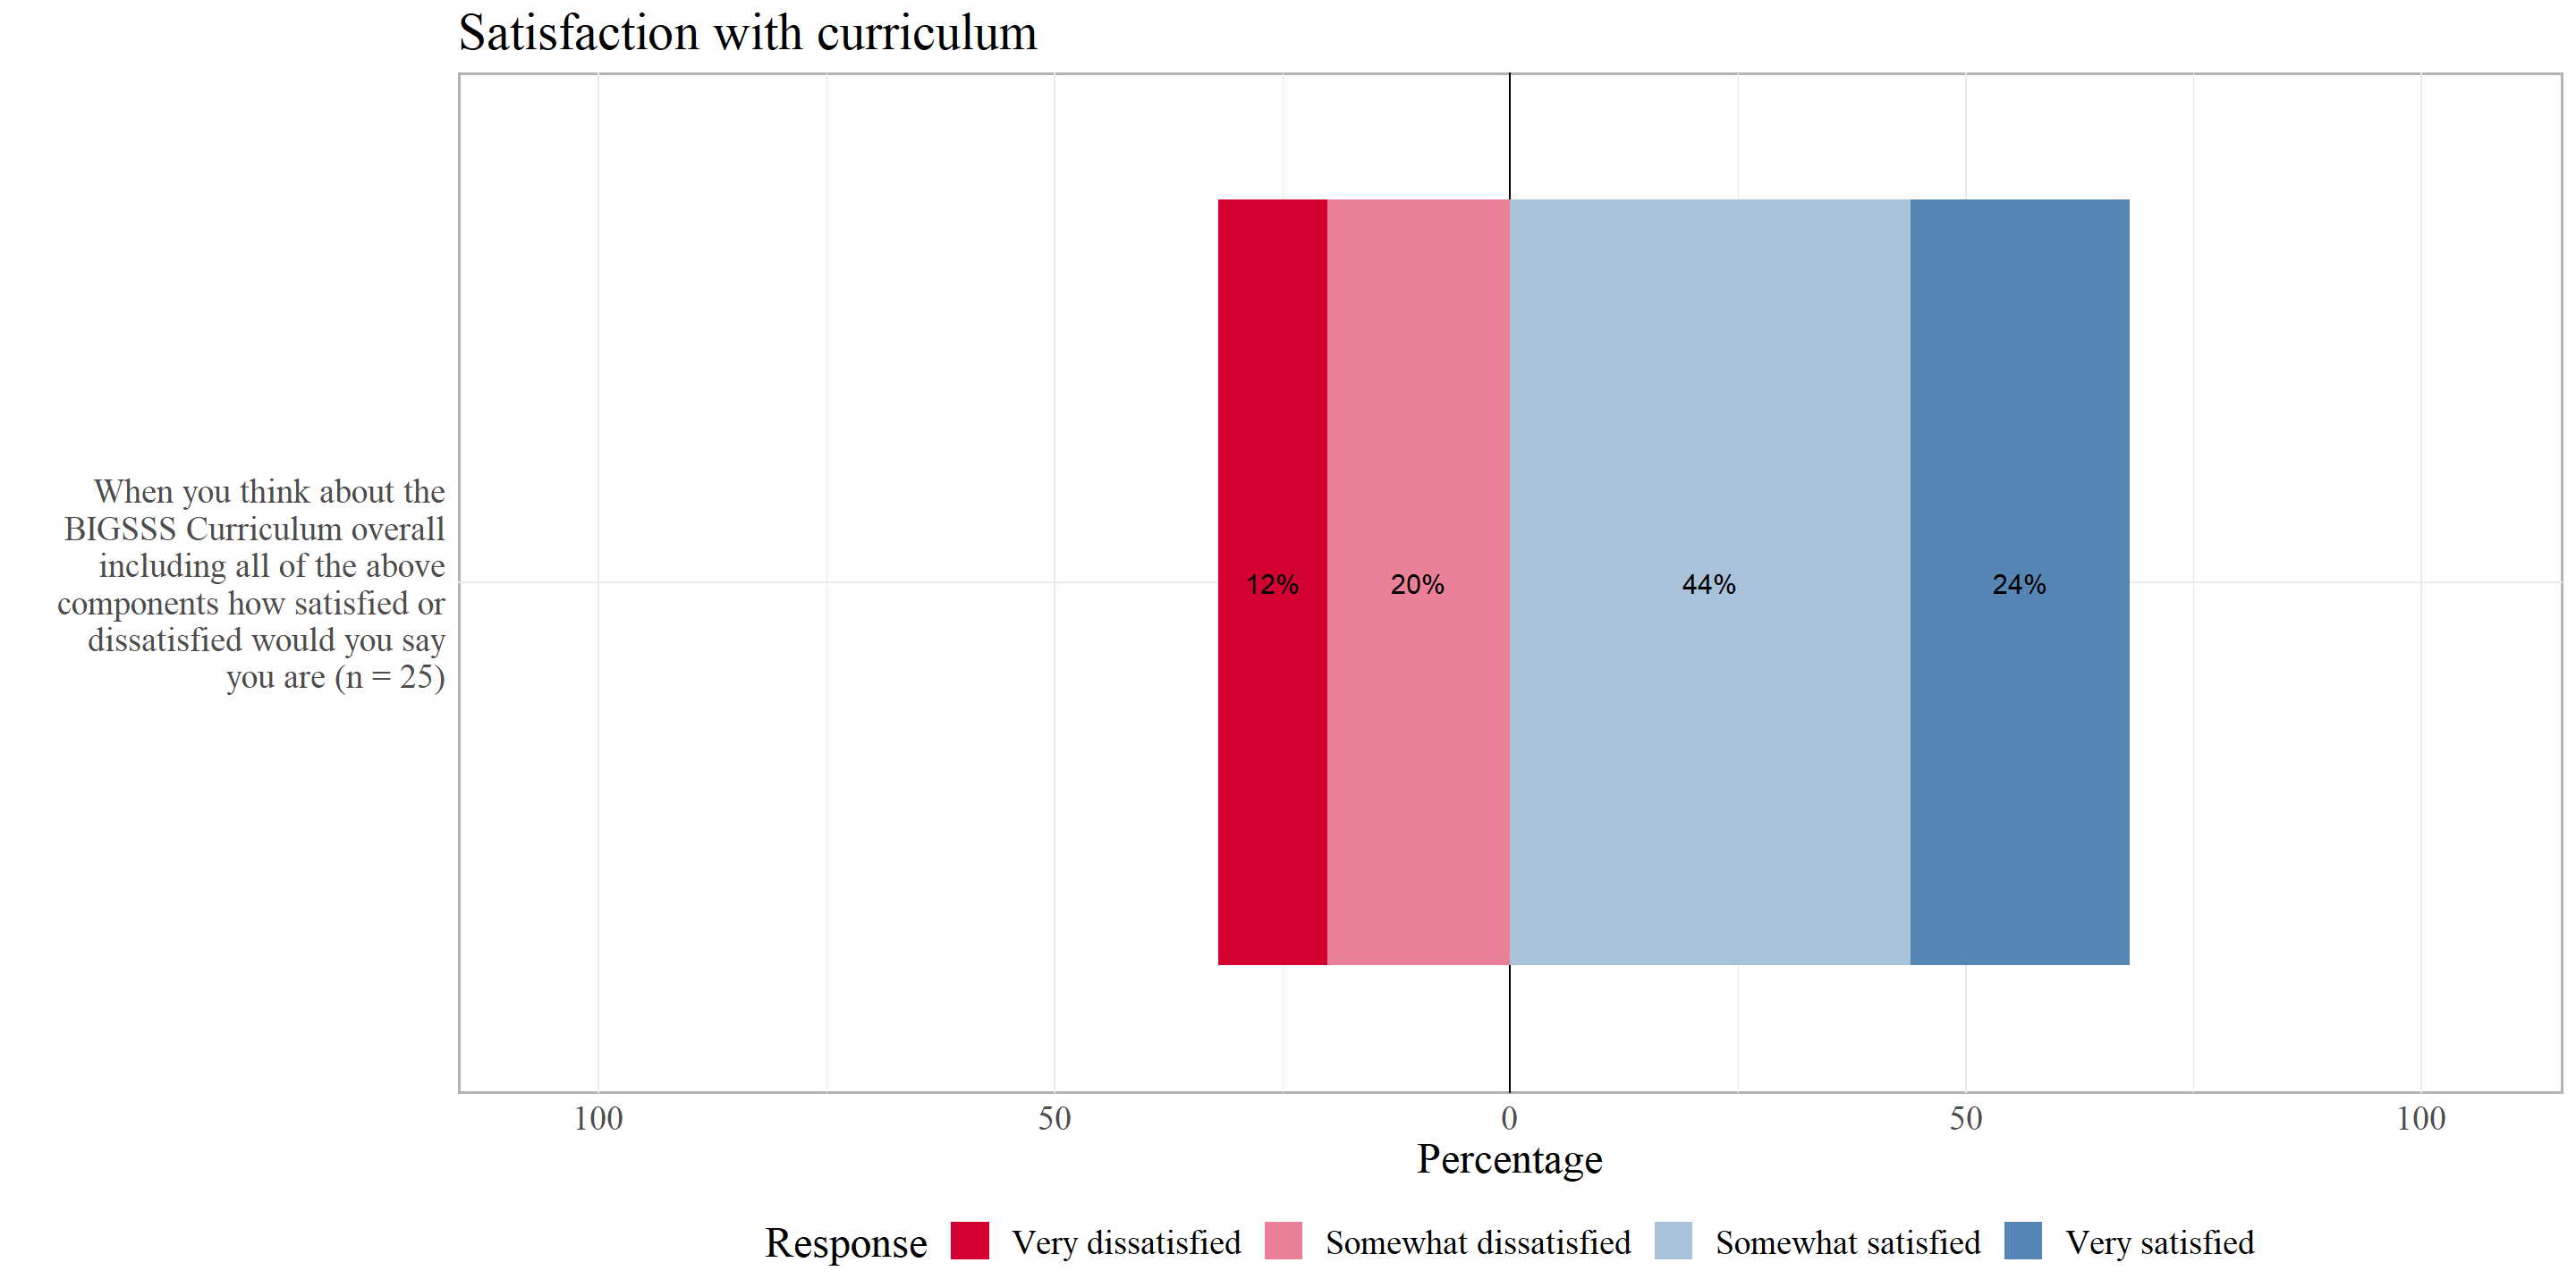 Satisfaction with curriculum
When you think about the
BIGSSS Curriculum overall
including all of the above
components how satisfied or
dissatisfied would you say
you are (n = 25)
12% 20% 44% 24%
100 50 0 50 100
Percentage
Response Very dissatisfied Somewhat dissatisfied Somewhat satisfied Very satisfied